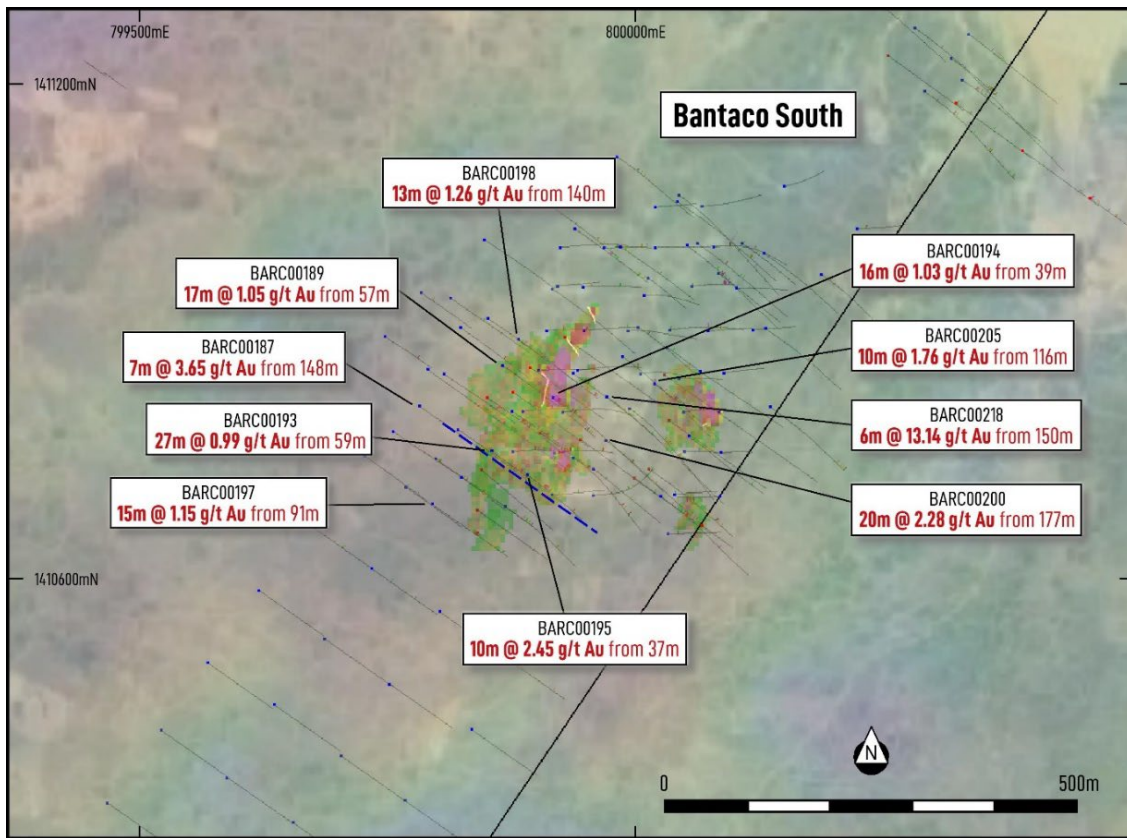 799500mE
800000mE
1411200mN
Bantaco South
BARC00198
13m @ 1.26 g/t Au from 140m
BARC00194
16m @ 1.03 g/t Au from 39m
BARC00189
17m @ 1.05 g/t Au from 57m
BARC00205
10m @ 1.76 g/t Au from 116m
BARC00187
7m @ 3.65 g/t Au from 148m
BARC00218
6m @ 13.14 g/t Au from 150m
BARC00193
27m @ 0.99 g/t Au from 59m
BARC00197
15m @ 1.15 g/t Au from 91m
BARC00200
20m @ 2.28 g/t Au from 177m
1410600mN
BARC00195
10m @ 2.45 g/t Au from 37m
N
0
500m